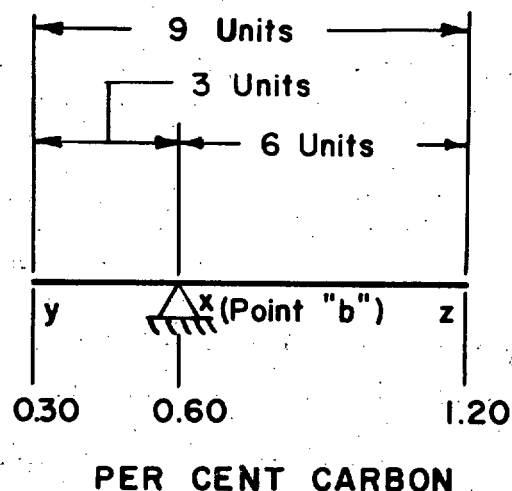 9 Units
3 Units
6 Units
y x (Point "b") z
0.30 0.60 1.20
PER CENT CARBON